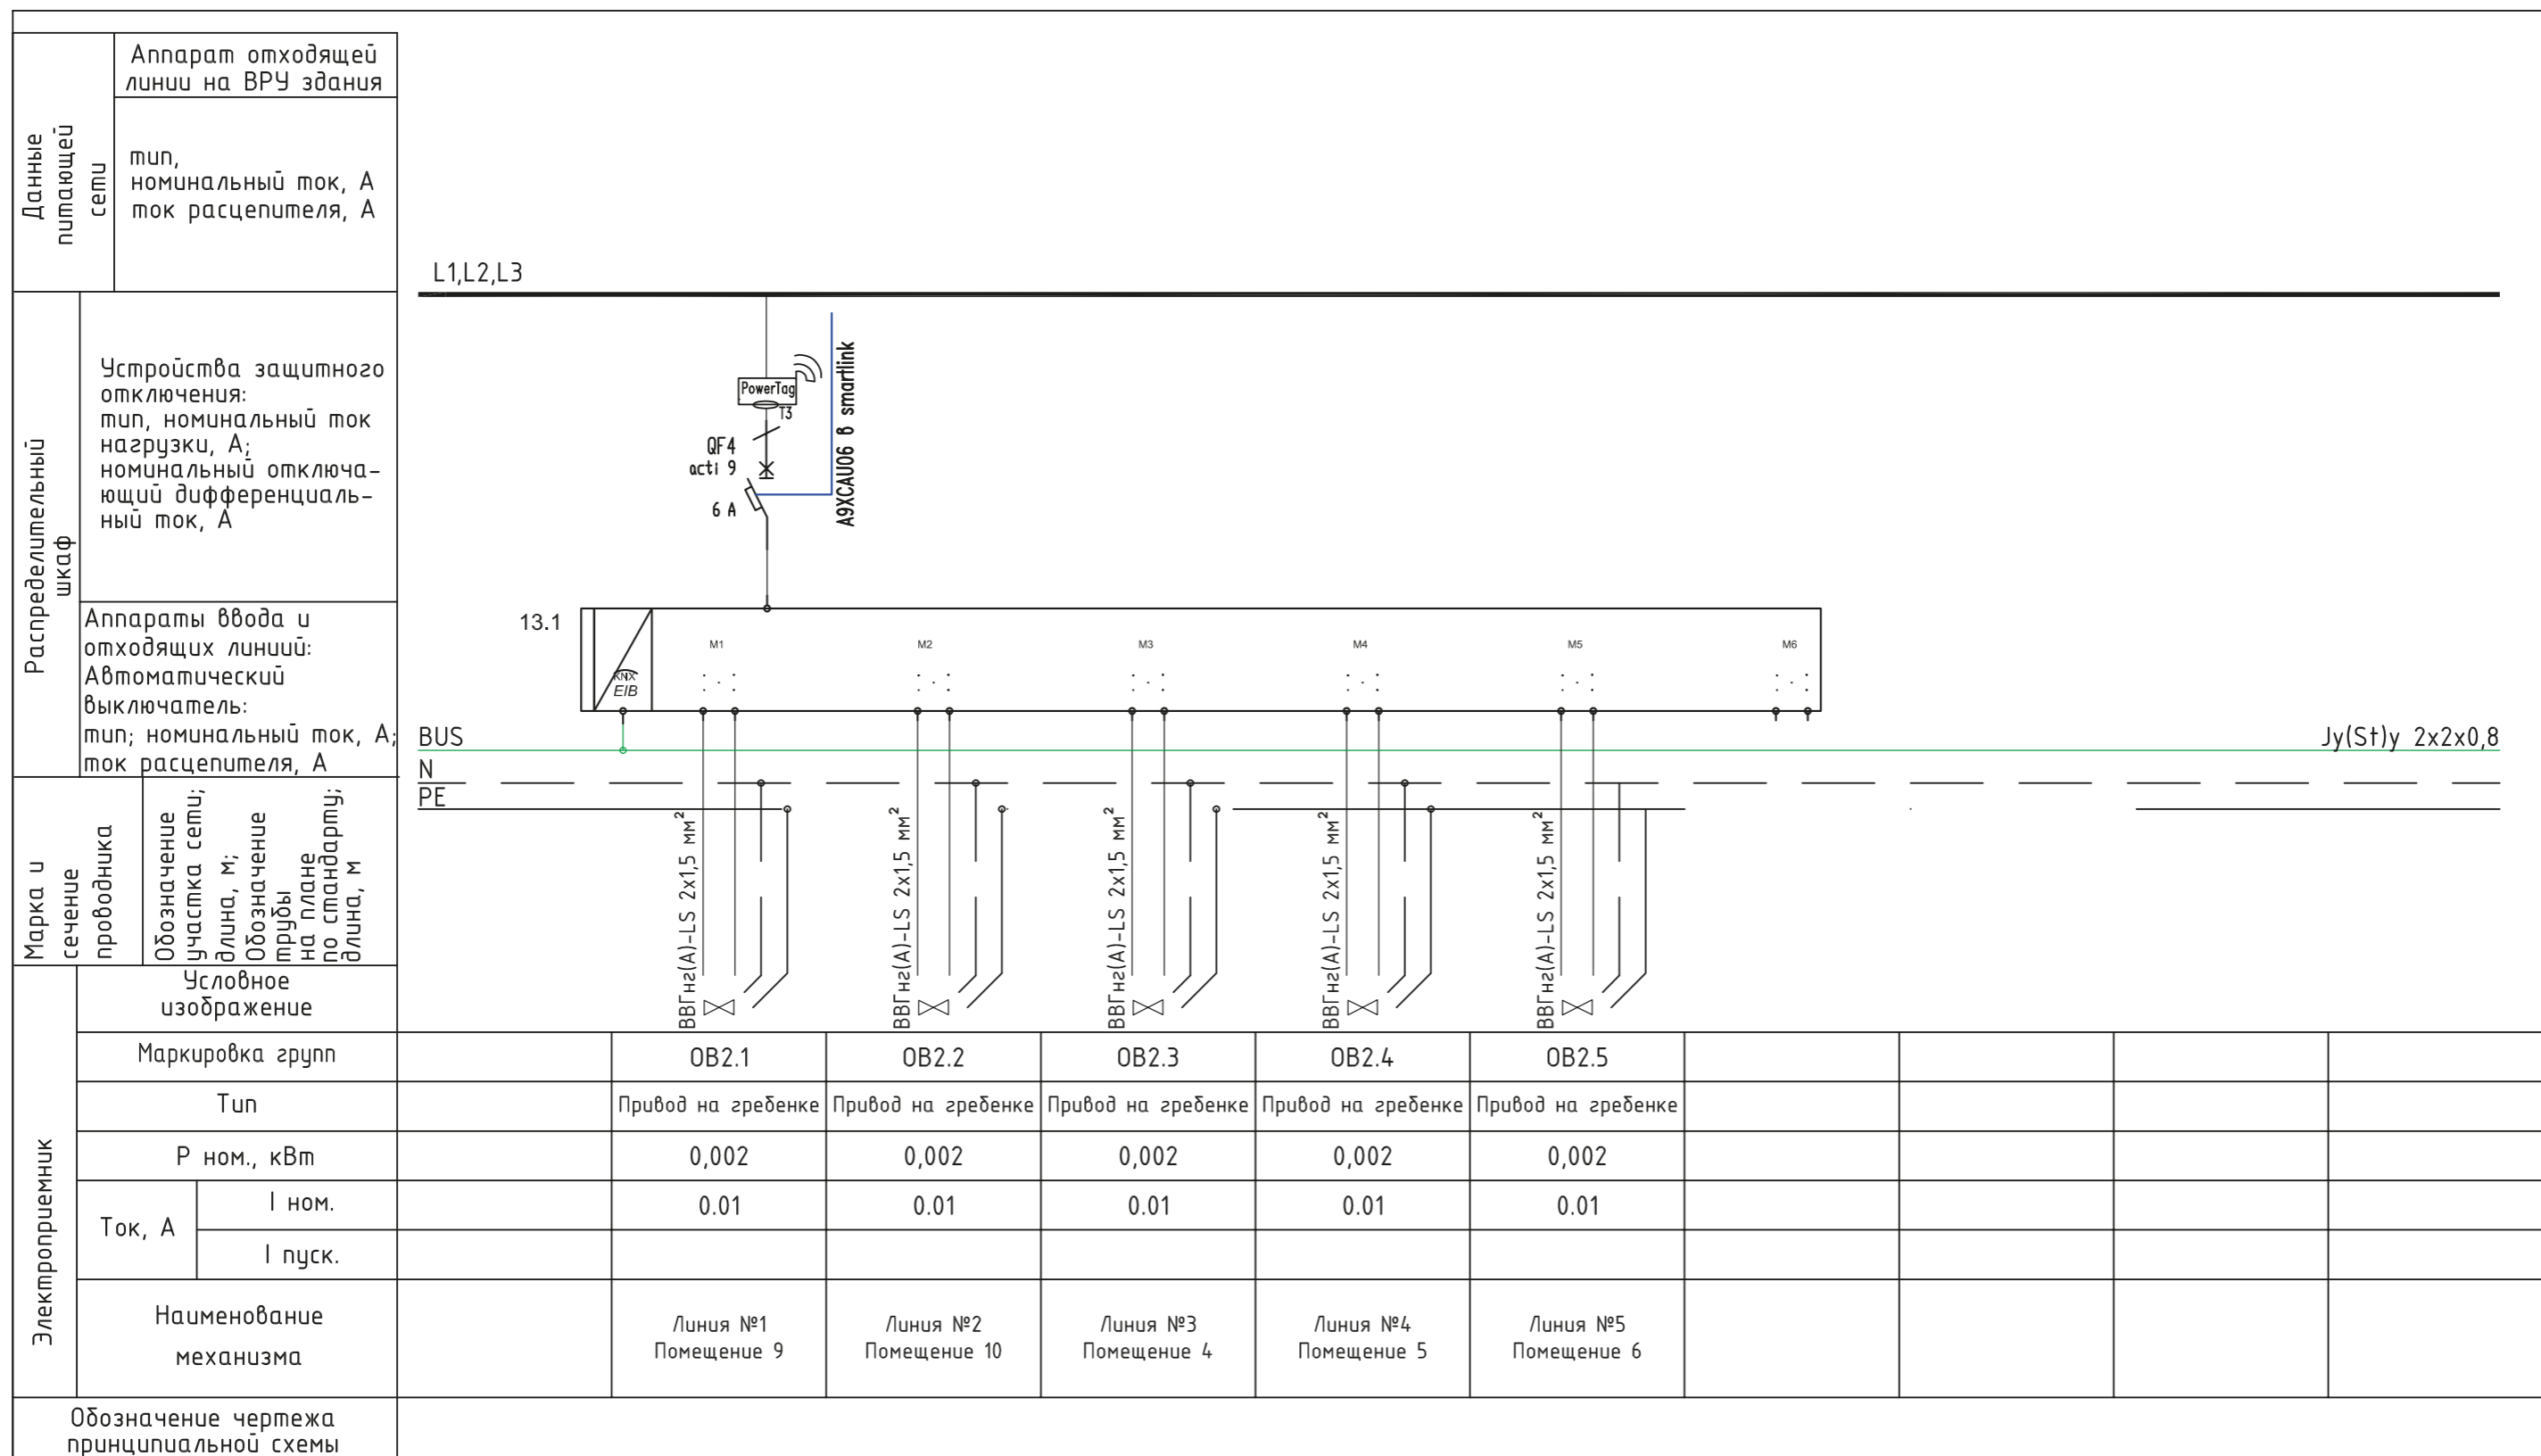 Аппарат отходящей
линии на ВРУ здания
Данные
питающей
сети
тип,
номинальный ток, А
ток расцепителя, А
L1,L2,L3
Распределительный
шкаф
Устройства защитного
отключения:
тип, номинальный ток
нагрузки, А;
номинальный отключа-
ющий дифференциаль-
ный ток, А
PowerTag
T3
QF4
acti 9
6 A
A9XCAU06 в smartlink
Аппараты ввода и
отходящих линиий:
Автоматический
выключатель:
тип; номинальный ток, А;
ток расцепителя, А
13.1
KNX
EIB
M1
M2
M3
M4
M5
M6
BUS
Jy(St)y 2x2x0,8
N
PE
Марка и
сечение
проводника
Обозначение
участка сети;
длина, м;
Обозначение
трубы
на плане
по стандарту;
длина, м
ВВГнг(А)-LS 2x1,5 мм²
ВВГнг(А)-LS 2x1,5 мм²
ВВГнг(А)-LS 2x1,5 мм²
ВВГнг(А)-LS 2x1,5 мм²
ВВГнг(А)-LS 2x1,5 мм²
Электроприемник
Условное
изображение
Маркировка групп
ОВ2.1
ОВ2.2
ОВ2.3
ОВ2.4
ОВ2.5
Тип
Привод на гребенке
Привод на гребенке
Привод на гребенке
Привод на гребенке
Привод на гребенке
Р ном., кВт
0,002
0,002
0,002
0,002
0,002
Ток, А
I ном.
0.01
0.01
0.01
0.01
0.01
I пуск.
Наименование
механизма
Линия №1
Помещение 9
Линия №2
Помещение 10
Линия №3
Помещение 4
Линия №4
Помещение 5
Линия №5
Помещение 6
Обозначение чертежа
принципиальной схемы